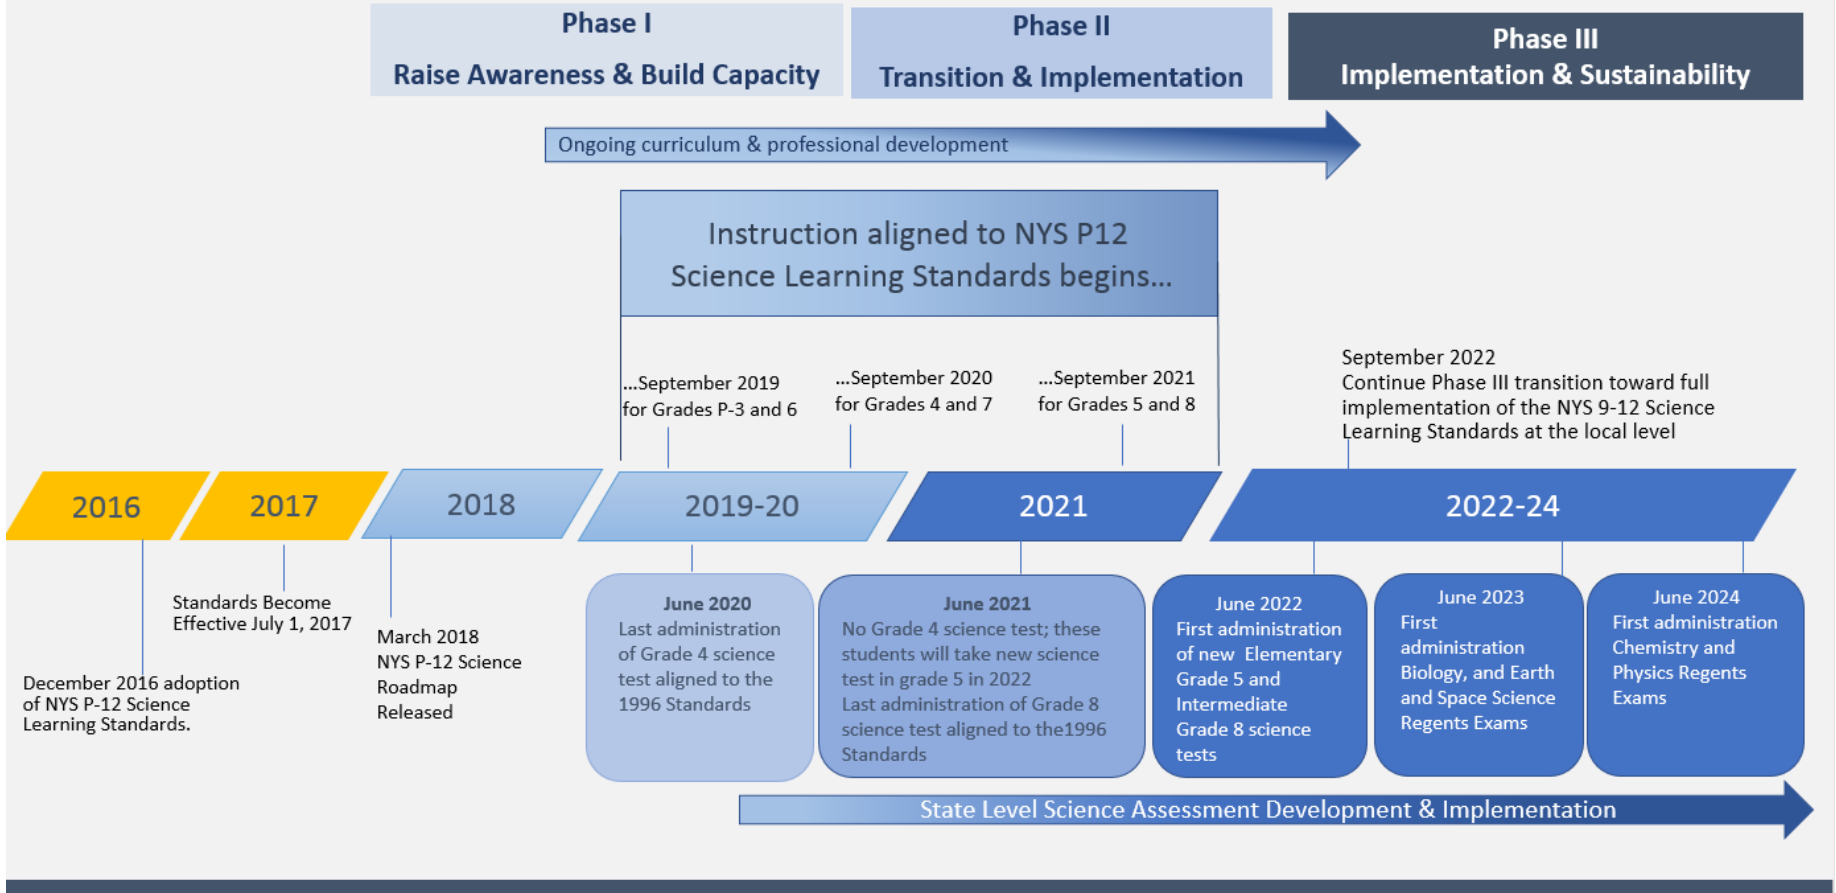 Phase I
Raise Awareness & Build Capacity
Phase II
Transition & Implementation
Phase III
Implementation & Sustainability
Ongoing curriculum & professional development
Instruction aligned to NYS P12
Science Learning Standards begins...
...September 2019
for Grades P-3 and 6
...September 2020
for Grades 4 and 7
...September 2021
for Grades 5 and 8
September 2022
Continue Phase III transition toward full
implementation of the NYS 9-12 Science
Learning Standards at the local level
2016
2017
2018
2019-20
2021
2022-24
December 2016 adoption
of NYS P-12 Science
Learning Standards.
Standards Become
Effective July 1, 2017
March 2018
NYS P-12 Science
Roadmap
Released
June 2020
Last administration
of Grade 4 science
test aligned to the
1996 Standards
June 2021
No Grade 4 science test; these
students will take new science
test in grade 5 in 2022
Last administration of Grade 8
science test aligned to the1996
Standards
June 2022
First administration
of new Elementary
Grade 5 and
Intermediate
Grade 8 science
tests
June 2023
First
administration
Biology, and Earth
and Space Science
Regents Exams
June 2024
First administration
Chemistry and
Physics Regents
Exams
State Level Science Assessment Development & Implementation